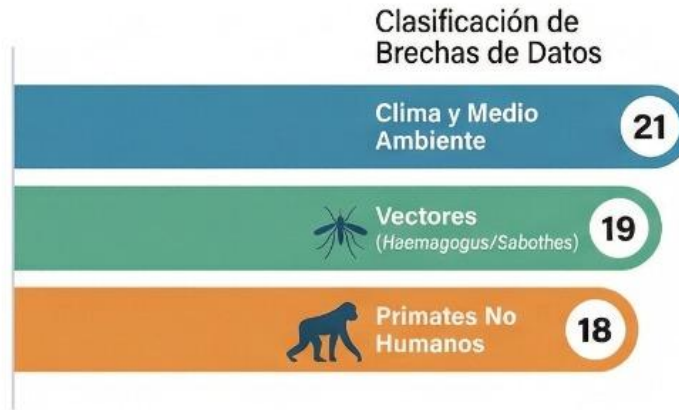 Clasificación de
Brechas de Datos
Clima y Medio
Ambiente
21
Vectores
(Haemagogus/Sabothes)
19
Primates No
Humanos
18